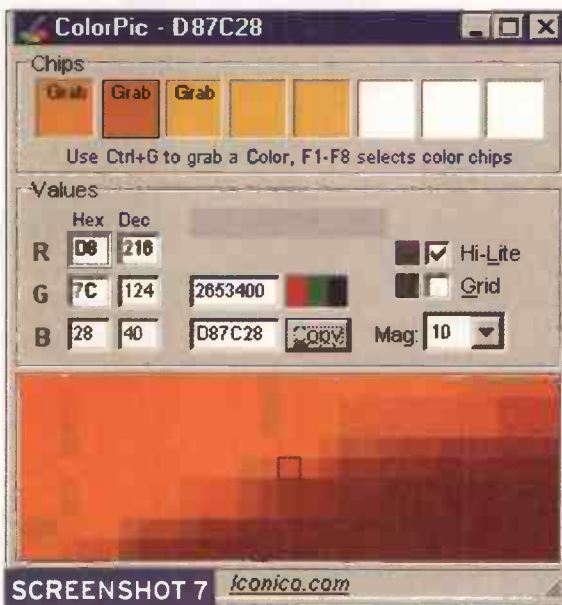 ColorPic - D87C28
Chips
Grab Grab Grab
Use Ctrl+G to grab a Color, F1-F8 selects color chips
Values
Hex Dec
R D8 216 Hi-Lite
G 7C 124 2653400 Grid
B 28 40 D87C28 Copy Mag: 10
SCREENSHOT 7 Iconico.com